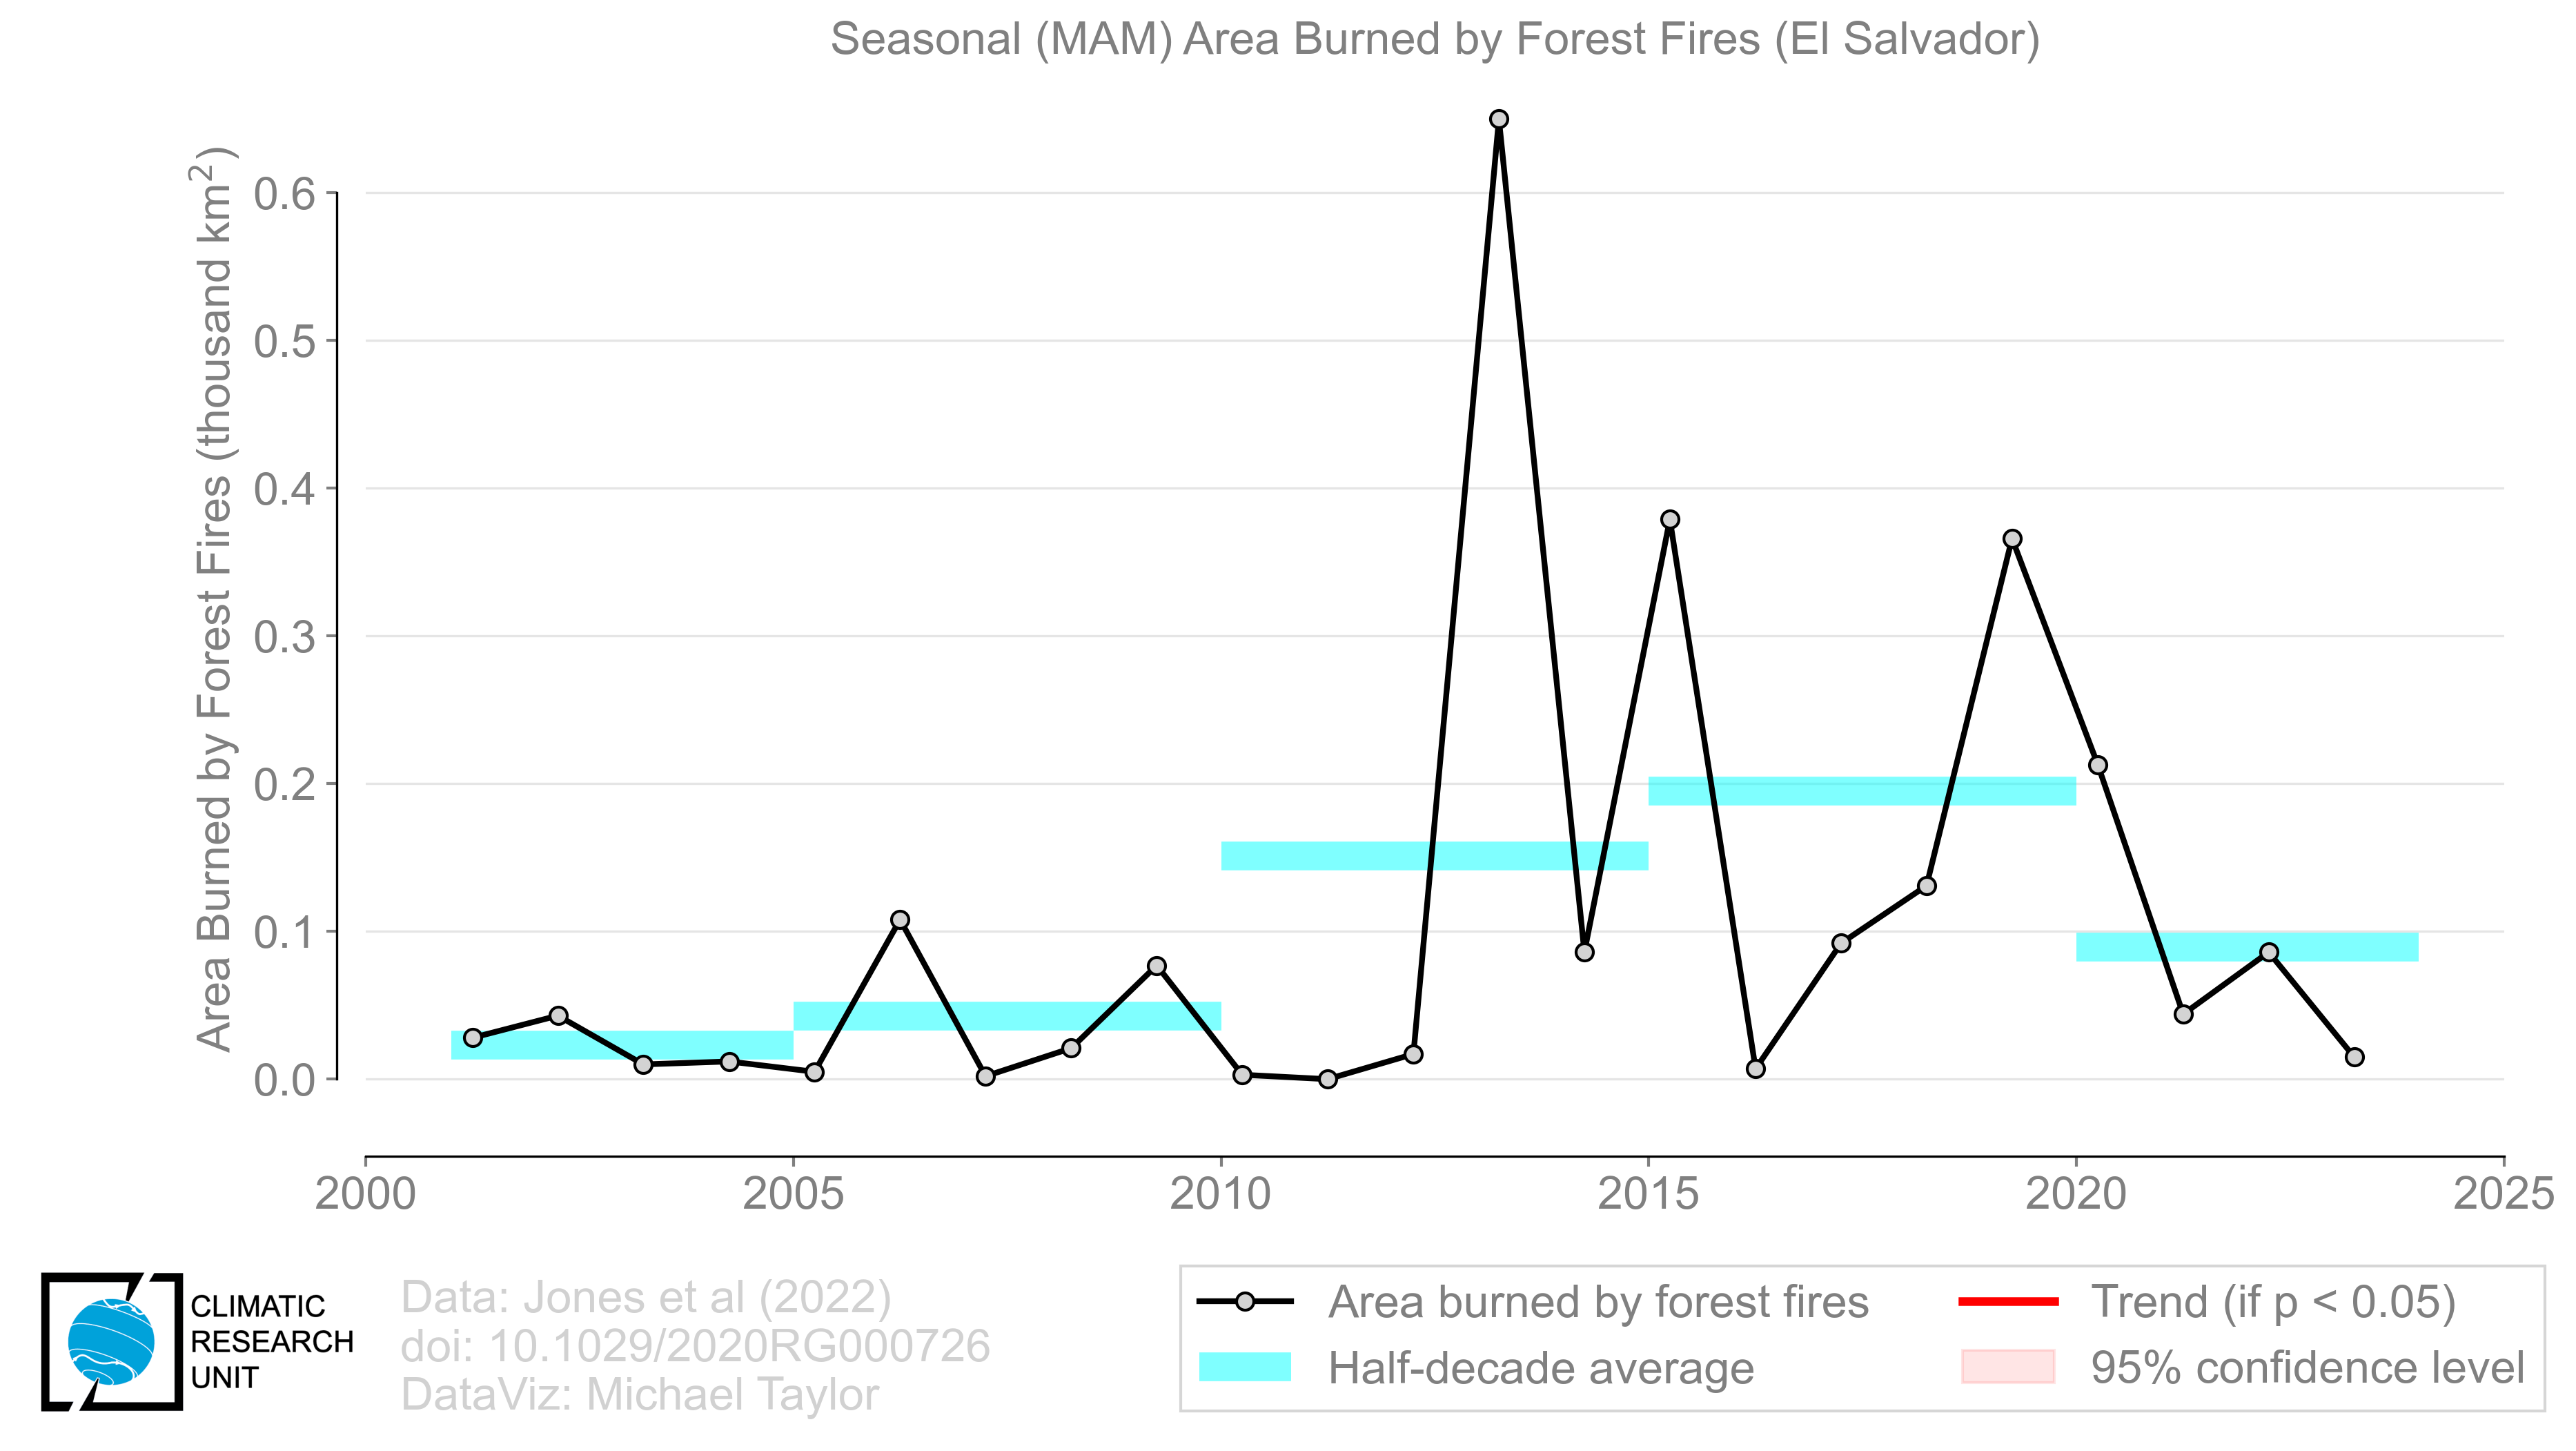 Seasonal (MAM) Area Burned by Forest Fires (El Salvador)
Area Burned by Forest Fires (thousand km²)
0.6
0.5
0.4
0.3
0.2
0.1
0.0
2000
2005
2010
2015
2020
2025
CLIMATIC
RESEARCH
UNIT
Data: Jones et al (2022)
doi: 10.1029/2020RG000726
DataViz: Michael Taylor
Area burned by forest fires
Half-decade average
Trend (if p < 0.05)
95% confidence level